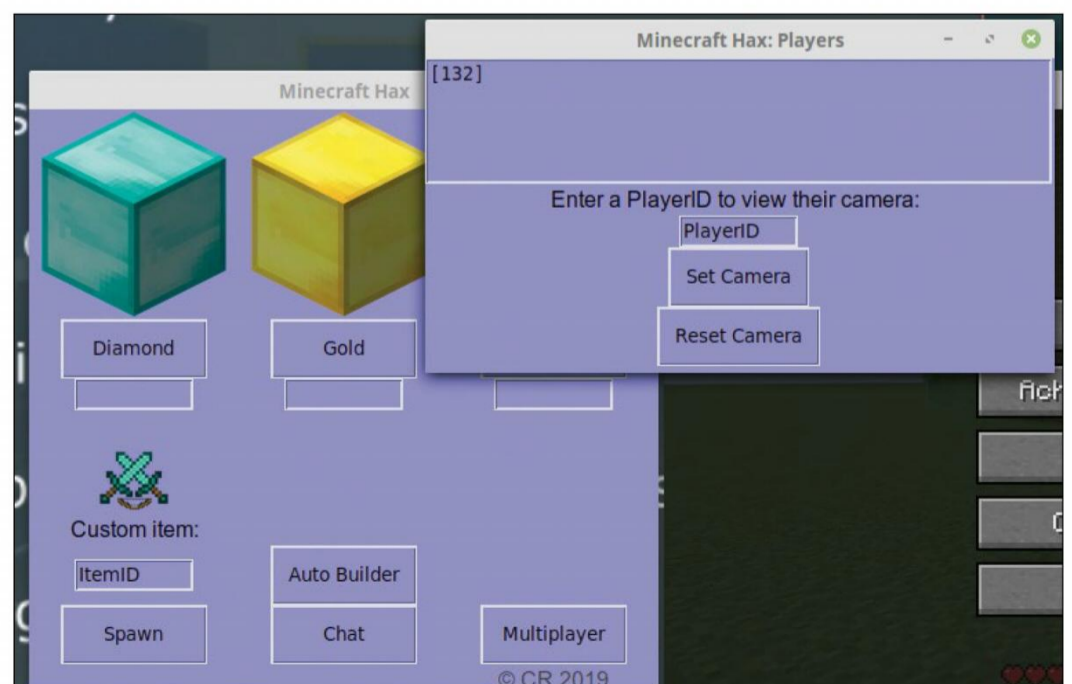 Minecraft Hax: Players
[132]
Enter a PlayerID to view their camera:
PlayerID
Set Camera
Reset Camera
Minecraft Hax
Diamond
Gold
Custom item:
ItemID
Auto Builder
Spawn
Chat
Multiplayer
© CR 2019
Ach